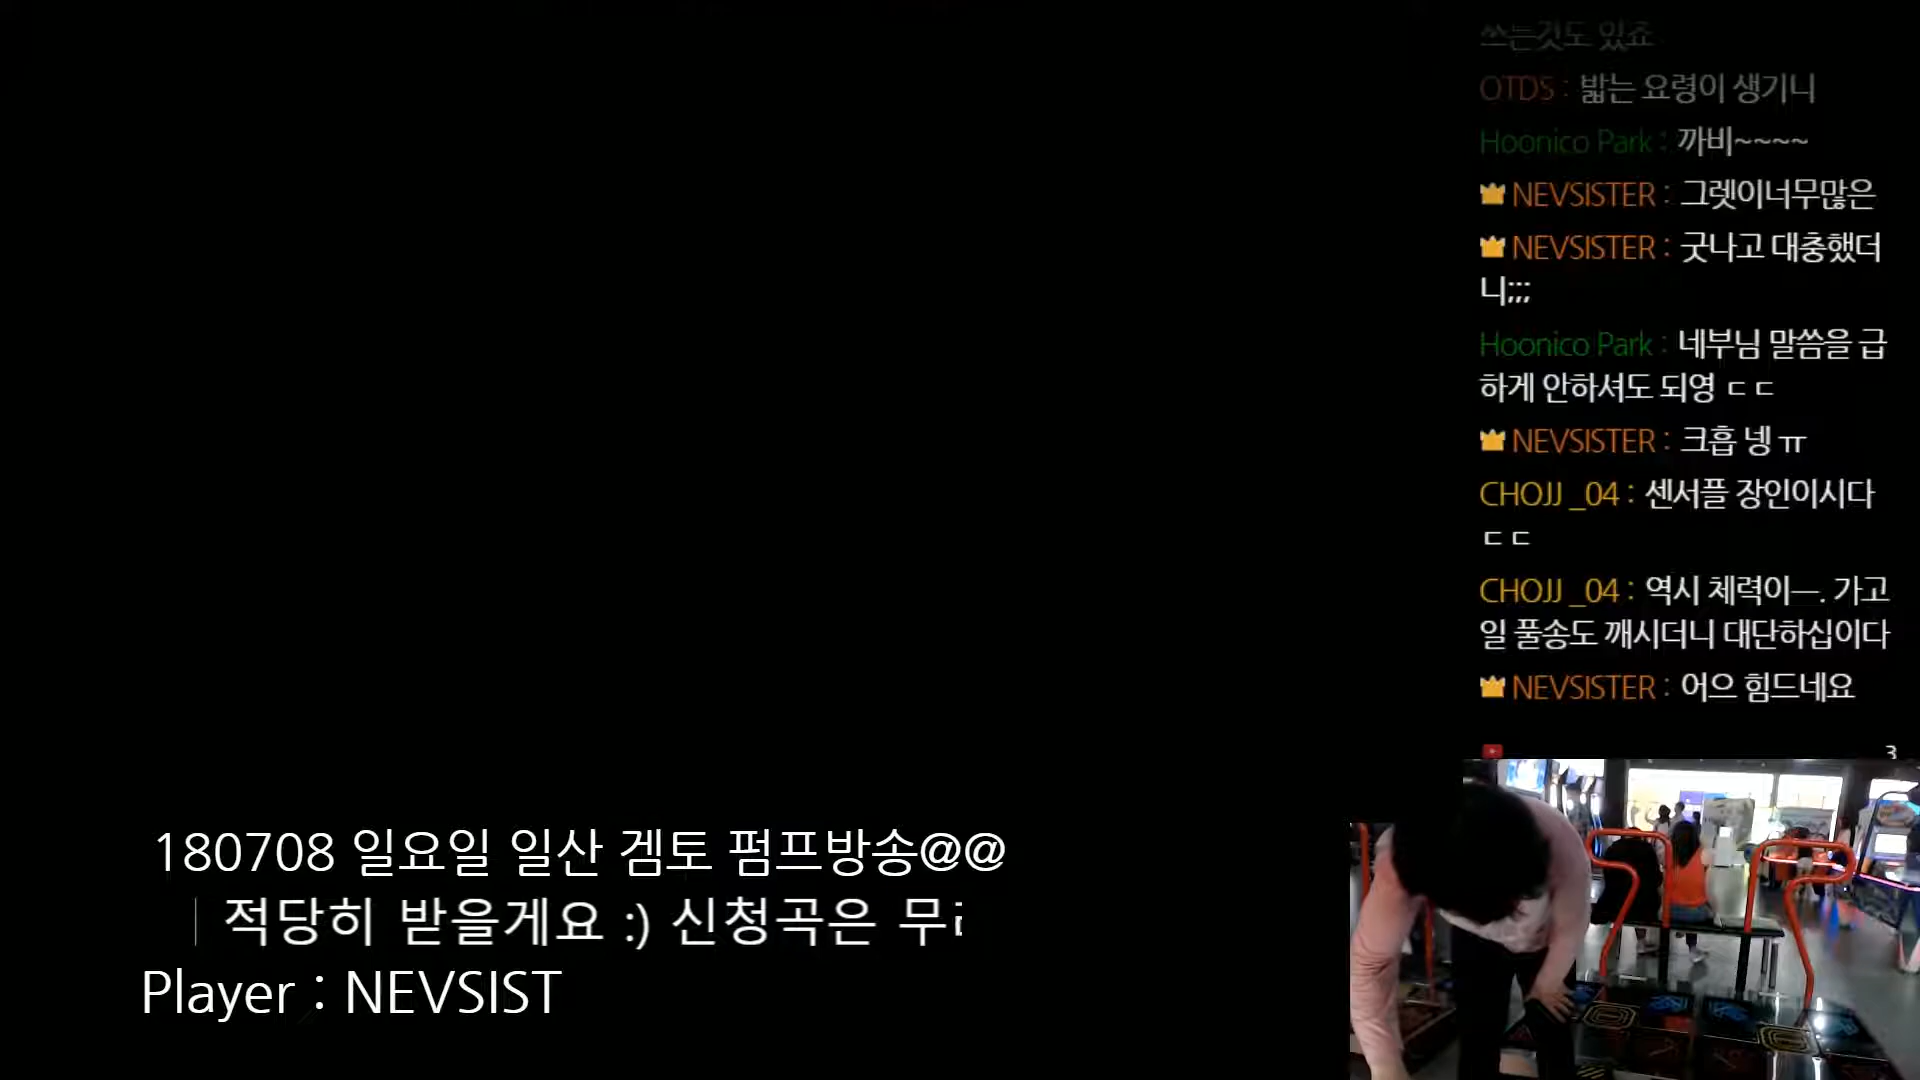 쓰는것도 있죠
OTDS : 밟는 요령이 생기니
Hoonico Park : 까비~~~~
NEVSISTER : 그렛이너무많은
NEVSISTER : 굿나고 대충했더
니;;;
Hoonico Park : 네부님 말씀을 급
하게 안하셔도 되영 ㄷㄷ
NEVSISTER : 크흡 넹 ㅠ
CHOJJ _04 : 센서플 장인이시다
ㄷㄷ
CHOJJ _04 : 역시 체력이ㅡ. 가고
일 풀송도 깨시더니 대단하십이다
NEVSISTER : 어으 힘드네요
3
180708 일요일 일산 겜토 펌프방송@@
적당히 받을게요 :) 신청곡은 무
Player : NEVSIST